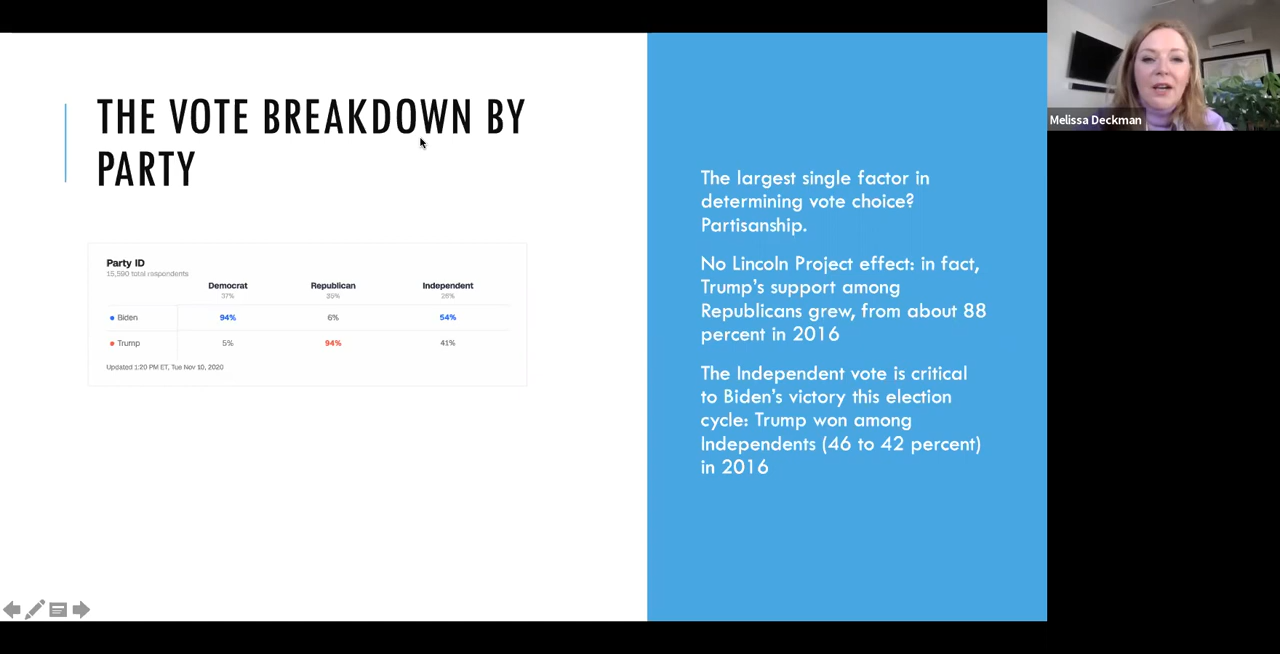 THE VOTE BREAKDOWN BY
PARTY
Party ID
15,590 total respondents
Democrat Republican Independent
37% 35% 28%
Biden 94% 6% 54%
Trump 5% 94% 41%
Updated 1:20 PM ET, Tue Nov 10, 2020
The largest single factor in
determining vote choice?
Partisanship.
No Lincoln Project effect: in fact,
Trump’s support among
Republicans grew, from about 88
percent in 2016
The Independent vote is critical
to Biden’s victory this election
cycle: Trump won among
Independents (46 to 42 percent)
in 2016
Melissa Deckman